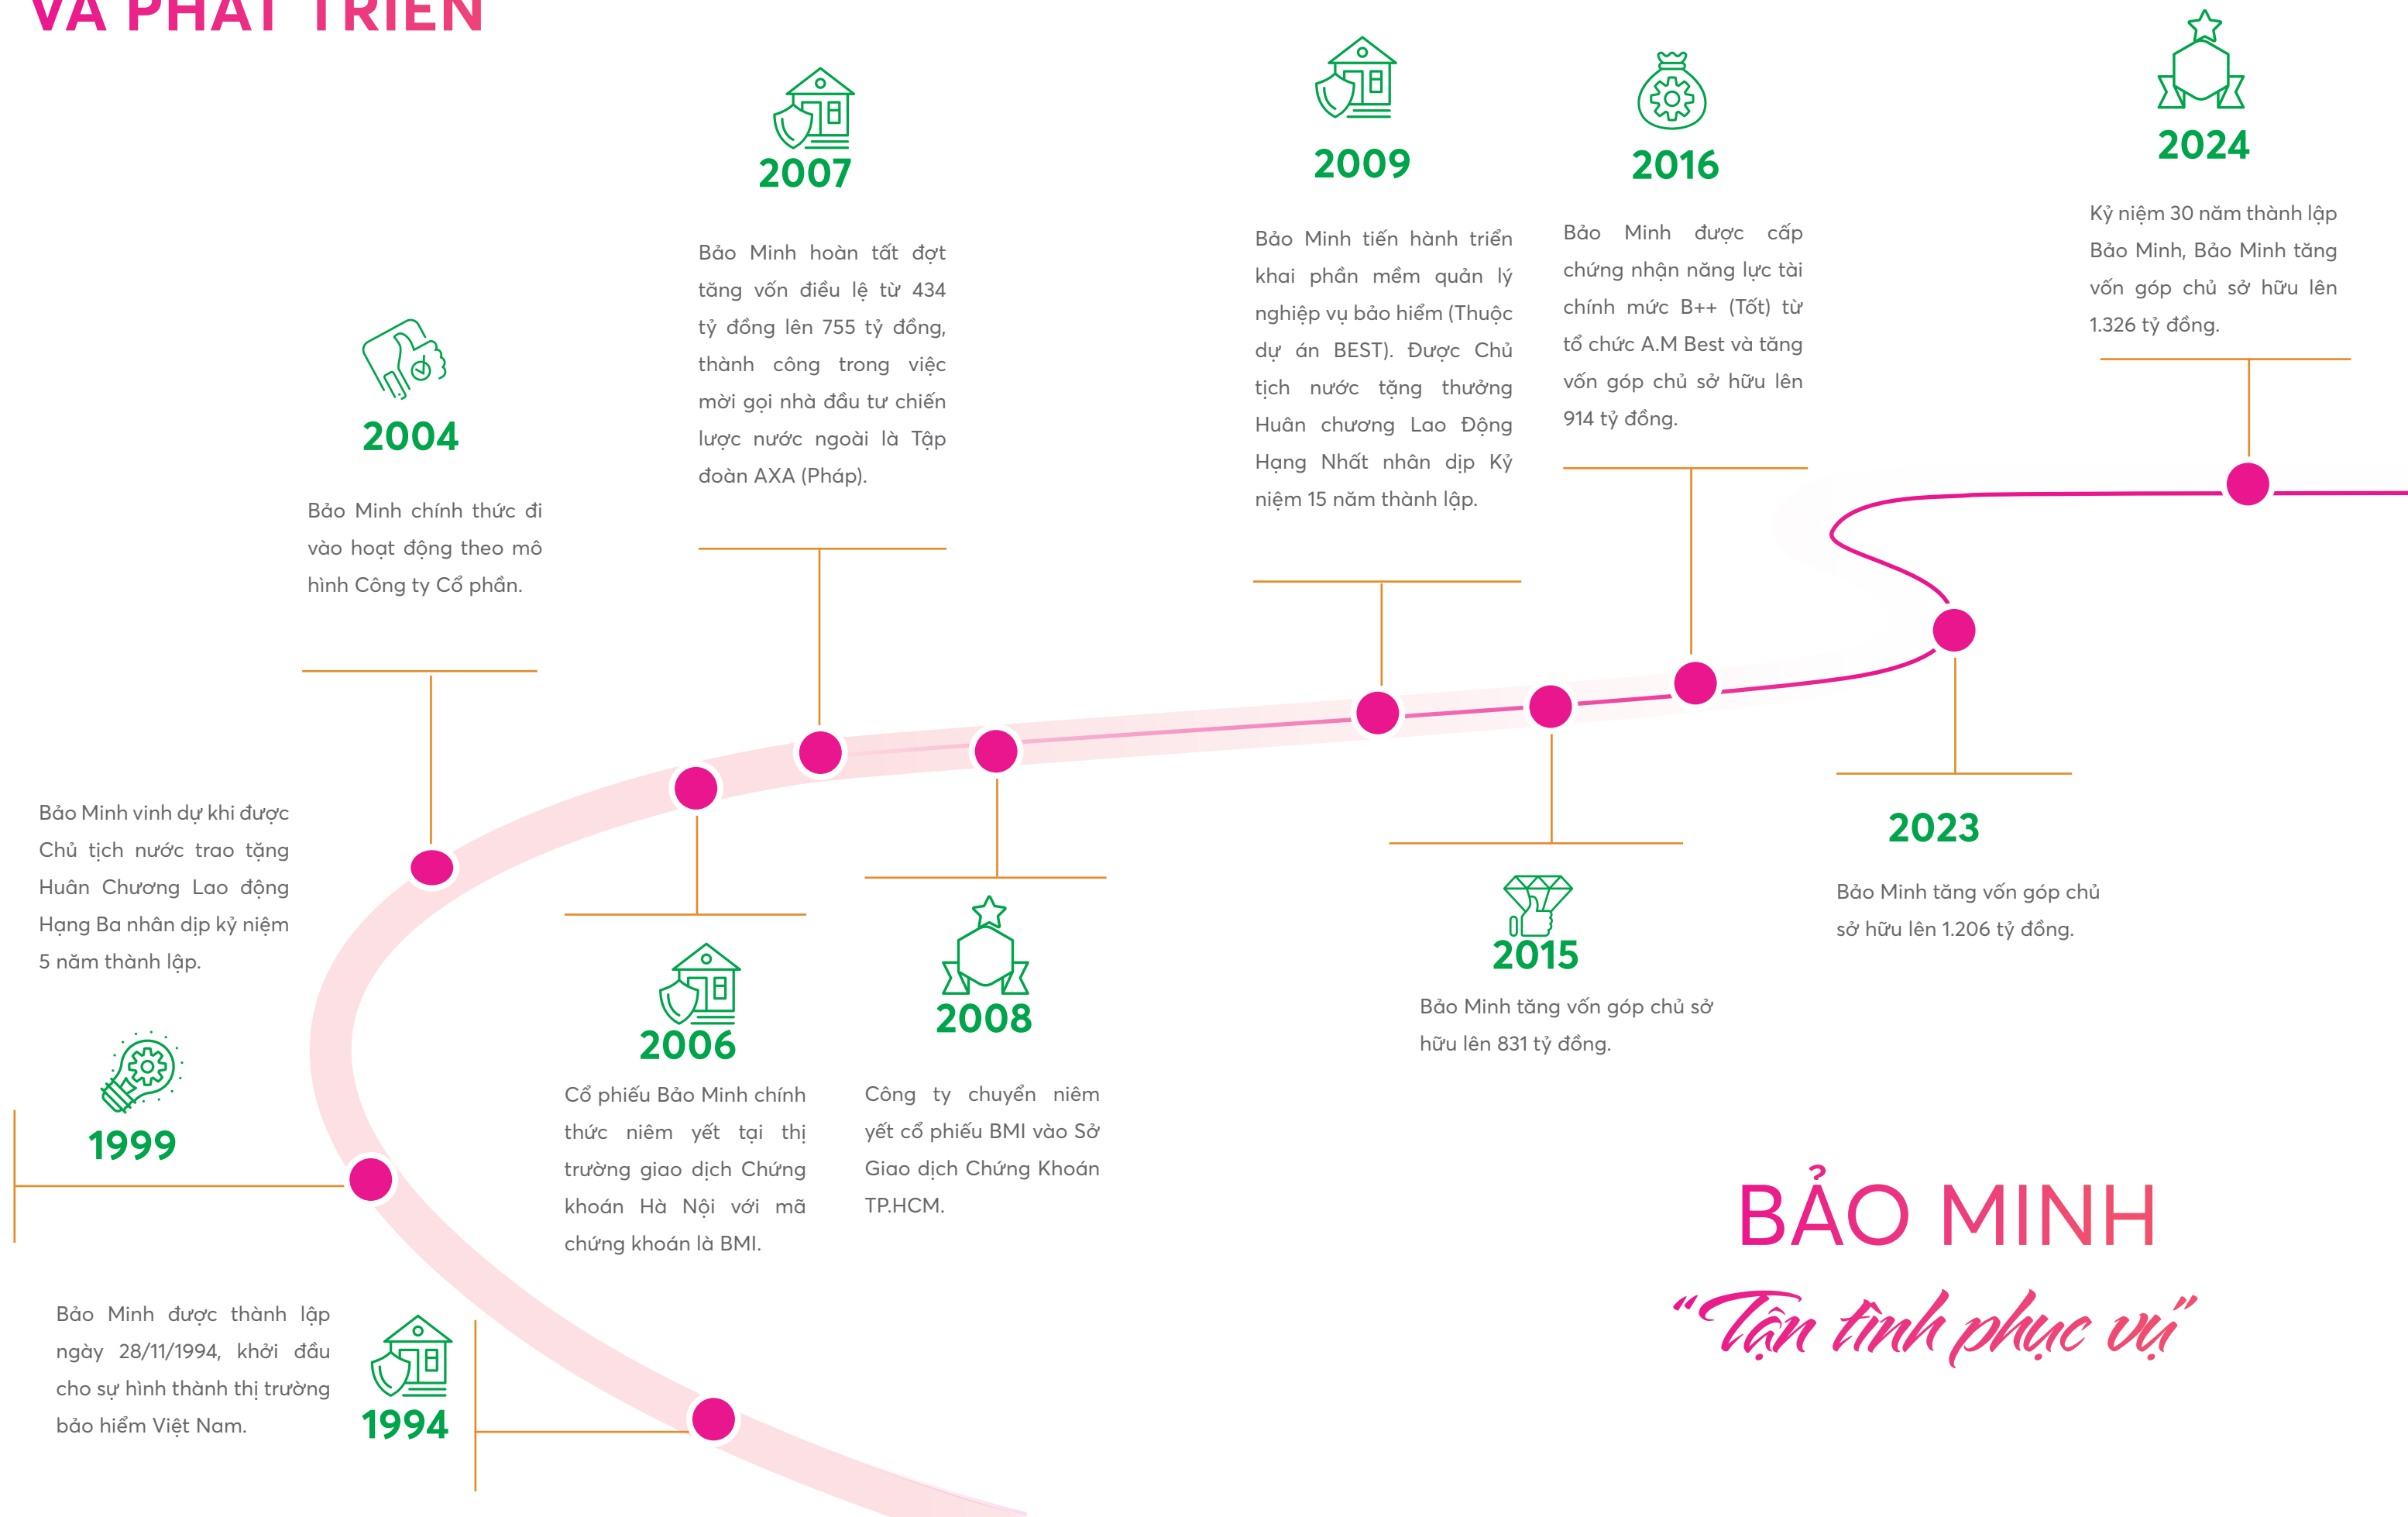 VÀ PHÁT TRIỂN
2007
Bảo Minh hoàn tất đợt
tăng vốn điều lệ từ 434
tỷ đồng lên 755 tỷ đồng,
thành công trong việc
mời gọi nhà đầu tư chiến
lược nước ngoài là Tập
đoàn AXA (Pháp).
2009
Bảo Minh tiến hành triển
khai phần mềm quản lý
nghiệp vụ bảo hiểm (Thuộc
dự án BEST). Được Chủ
tịch nước tặng thưởng
Huân chương Lao Động
Hạng Nhất nhân dịp Kỷ
niệm 15 năm thành lập.
2016
Bảo Minh được cấp
chứng nhận năng lực tài
chính mức B++ (Tốt) từ
tổ chức A.M Best và tăng
vốn góp chủ sở hữu lên
914 tỷ đồng.
2024
Kỷ niệm 30 năm thành lập
Bảo Minh, Bảo Minh tăng
vốn góp chủ sở hữu lên
1.326 tỷ đồng.
2004
Bảo Minh chính thức đi
vào hoạt động theo mô
hình Công ty Cổ phần.
Bảo Minh vinh dự khi được
Chủ tịch nước trao tặng
Huân Chương Lao động
Hạng Ba nhân dịp kỷ niệm
5 năm thành lập.
1999
2006
Cổ phiếu Bảo Minh chính
thức niêm yết tại thị
trường giao dịch Chứng
khoán Hà Nội với mã
chứng khoán là BMI.
2008
Công ty chuyển niêm
yết cổ phiếu BMI vào Sở
Giao dịch Chứng Khoán
TP.HCM.
2015
Bảo Minh tăng vốn góp chủ sở
hữu lên 831 tỷ đồng.
2023
Bảo Minh tăng vốn góp chủ
sở hữu lên 1.206 tỷ đồng.
Bảo Minh được thành lập
ngày 28/11/1994, khởi đầu
cho sự hình thành thị trường
bảo hiểm Việt Nam.
1994
BẢO MINH
“Tận tình phục vụ”